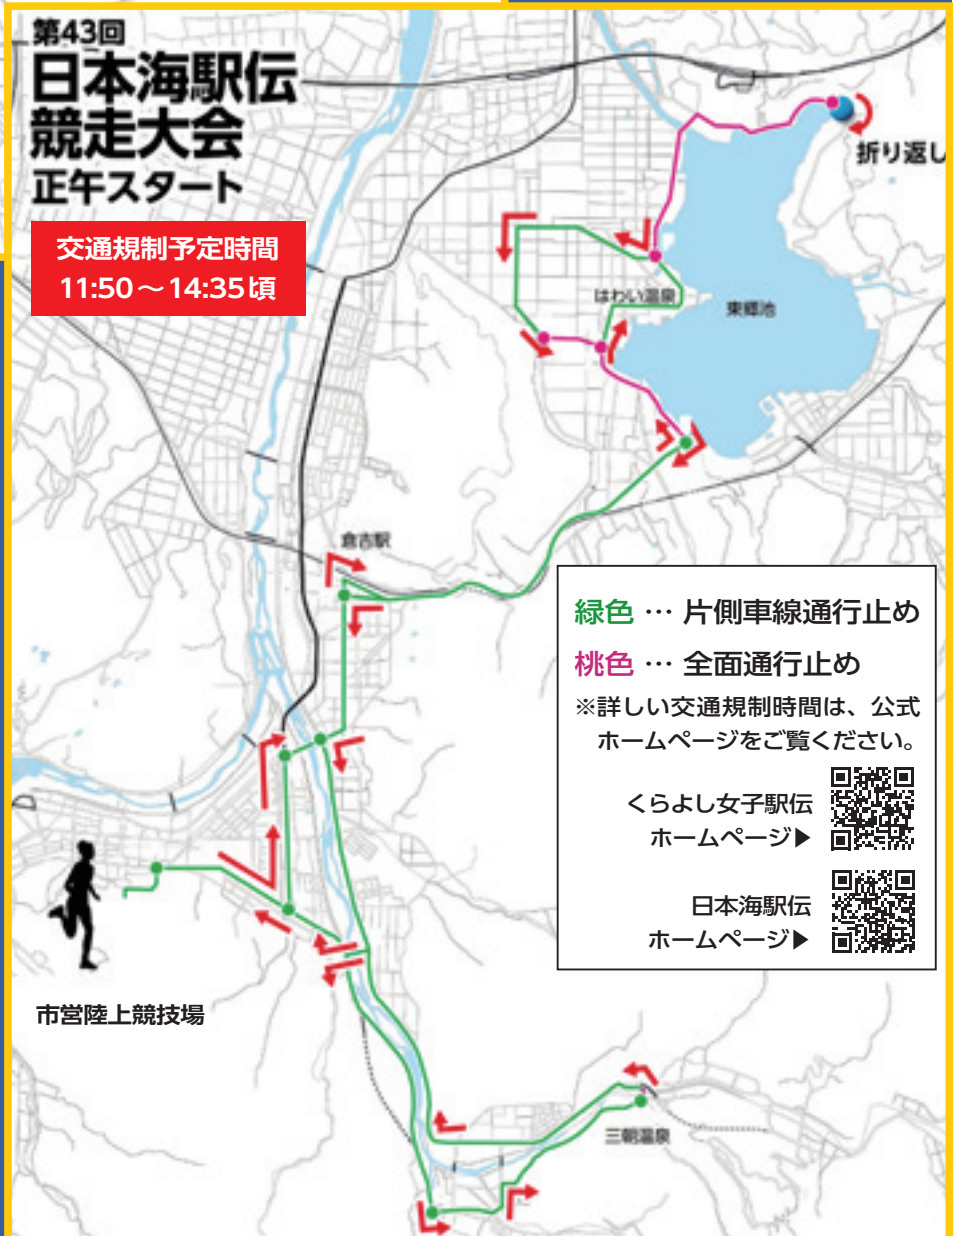 第43回
日本海駅伝
競走大会
正午スタート
交通規制予定時間
11:50～14:35頃
折り返し
はわい温泉
東郷池
倉吉駅
緑色 … 片側車線通行止め
桃色 … 全面通行止め
※詳しい交通規制時間は、公式
ホームページをご覧ください。
くらよし女子駅伝
ホームページ▶
日本海駅伝
ホームページ▶
市営陸上競技場
三朝温泉